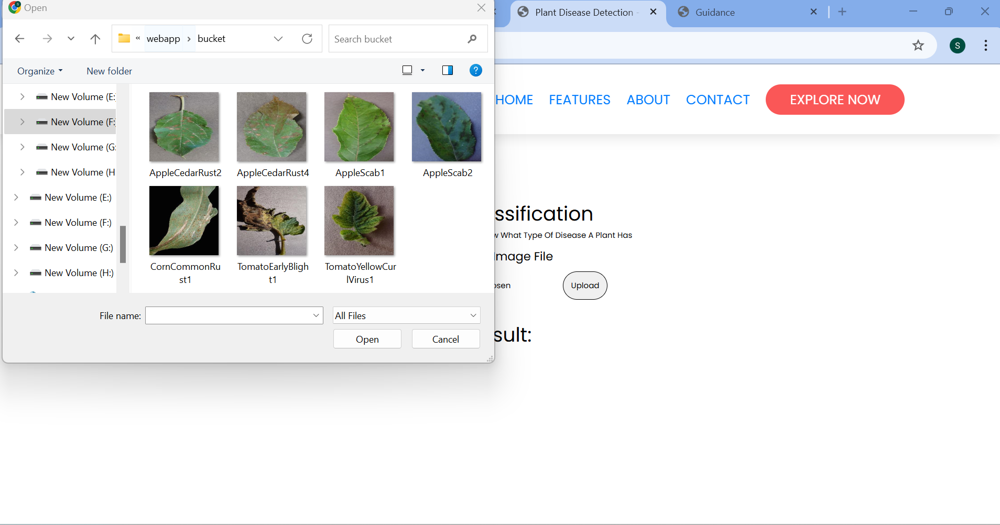 Open
Plant Disease Detection -
Guidance
« webapp > bucket
Search bucket
S
Organize
New folder
?
HOME
FEATURES
ABOUT
CONTACT
EXPLORE NOW
New Volume (E:
New Volume (F:
New Volume (G:
New Volume (H
New Volume (E:)
New Volume (F:)
New Volume (G:)
New Volume (H:)
AppleCedarRust2
AppleCedarRust4
AppleScab1
AppleScab2
CornCommonRu
st1
TomatoEarlyBligh
t1
TomatoYellowCur
lVirus1
ssification
w What Type Of Disease A Plant Has
Image File
osen
Upload
sult:
File name:
All Files
Open
Cancel